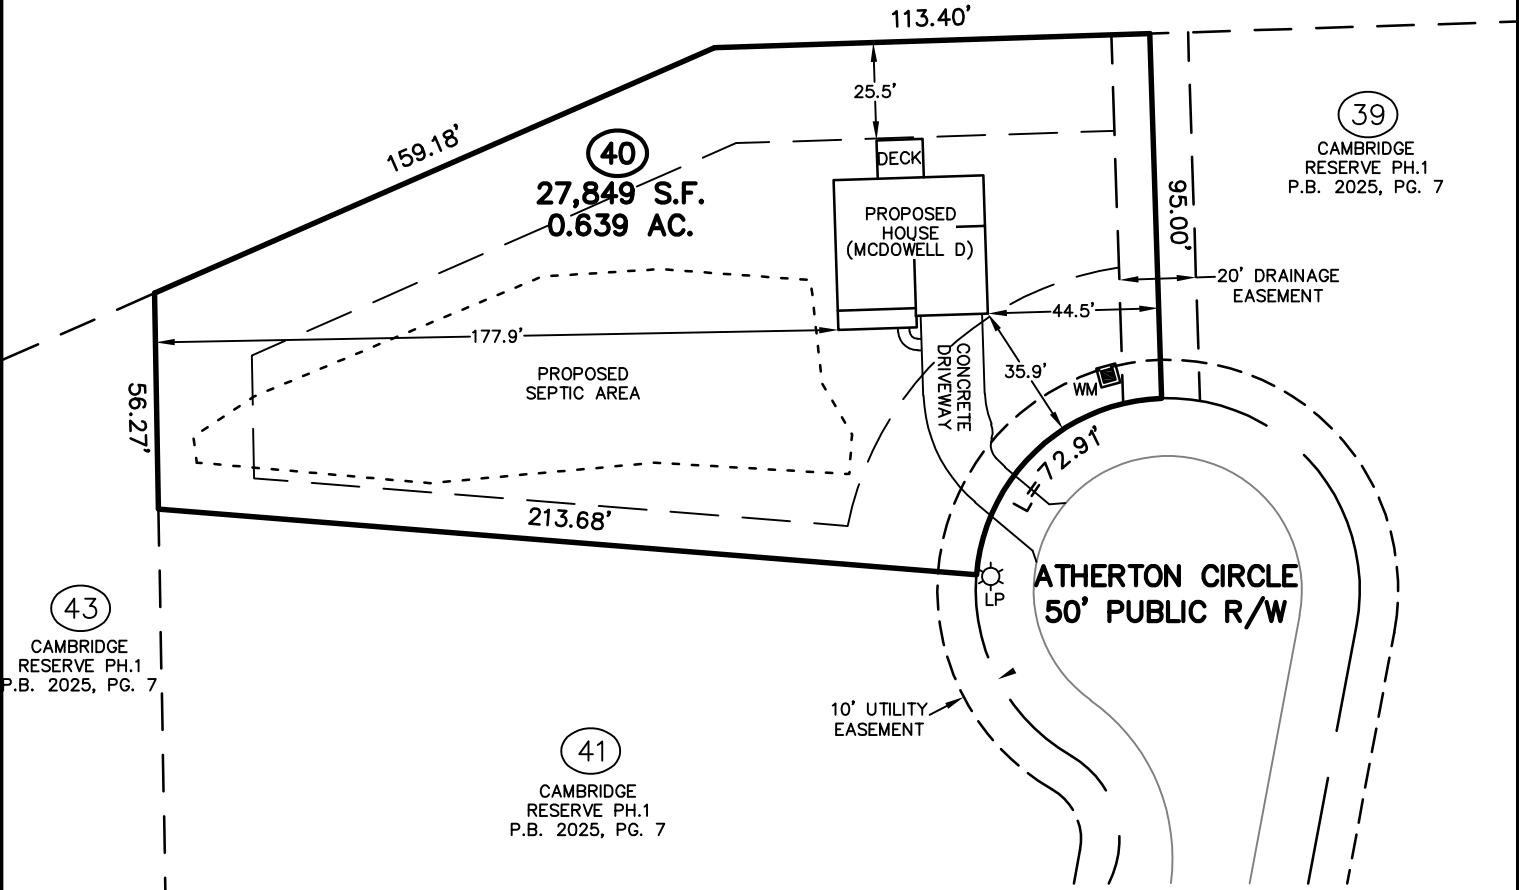 113.40'
159.18'
25.5'
40
27,849 S.F.
0.639 AC.
DECK
PROPOSED
HOUSE
(MCDOWELL D)
95.00'
39
CAMBRIDGE
RESERVE PH.1
P.B. 2025, PG. 7
20' DRAINAGE
EASEMENT
177.9'
44.5'
PROPOSED
SEPTIC AREA
CONCRETE
DRIVEWAY
35.9'
WM
56.27'
L=72.91'
213.68'
LP
ATHERTON CIRCLE
50' PUBLIC R/W
43
CAMBRIDGE
RESERVE PH.1
P.B. 2025, PG. 7
10' UTILITY
EASEMENT
41
CAMBRIDGE
RESERVE PH.1
P.B. 2025, PG. 7